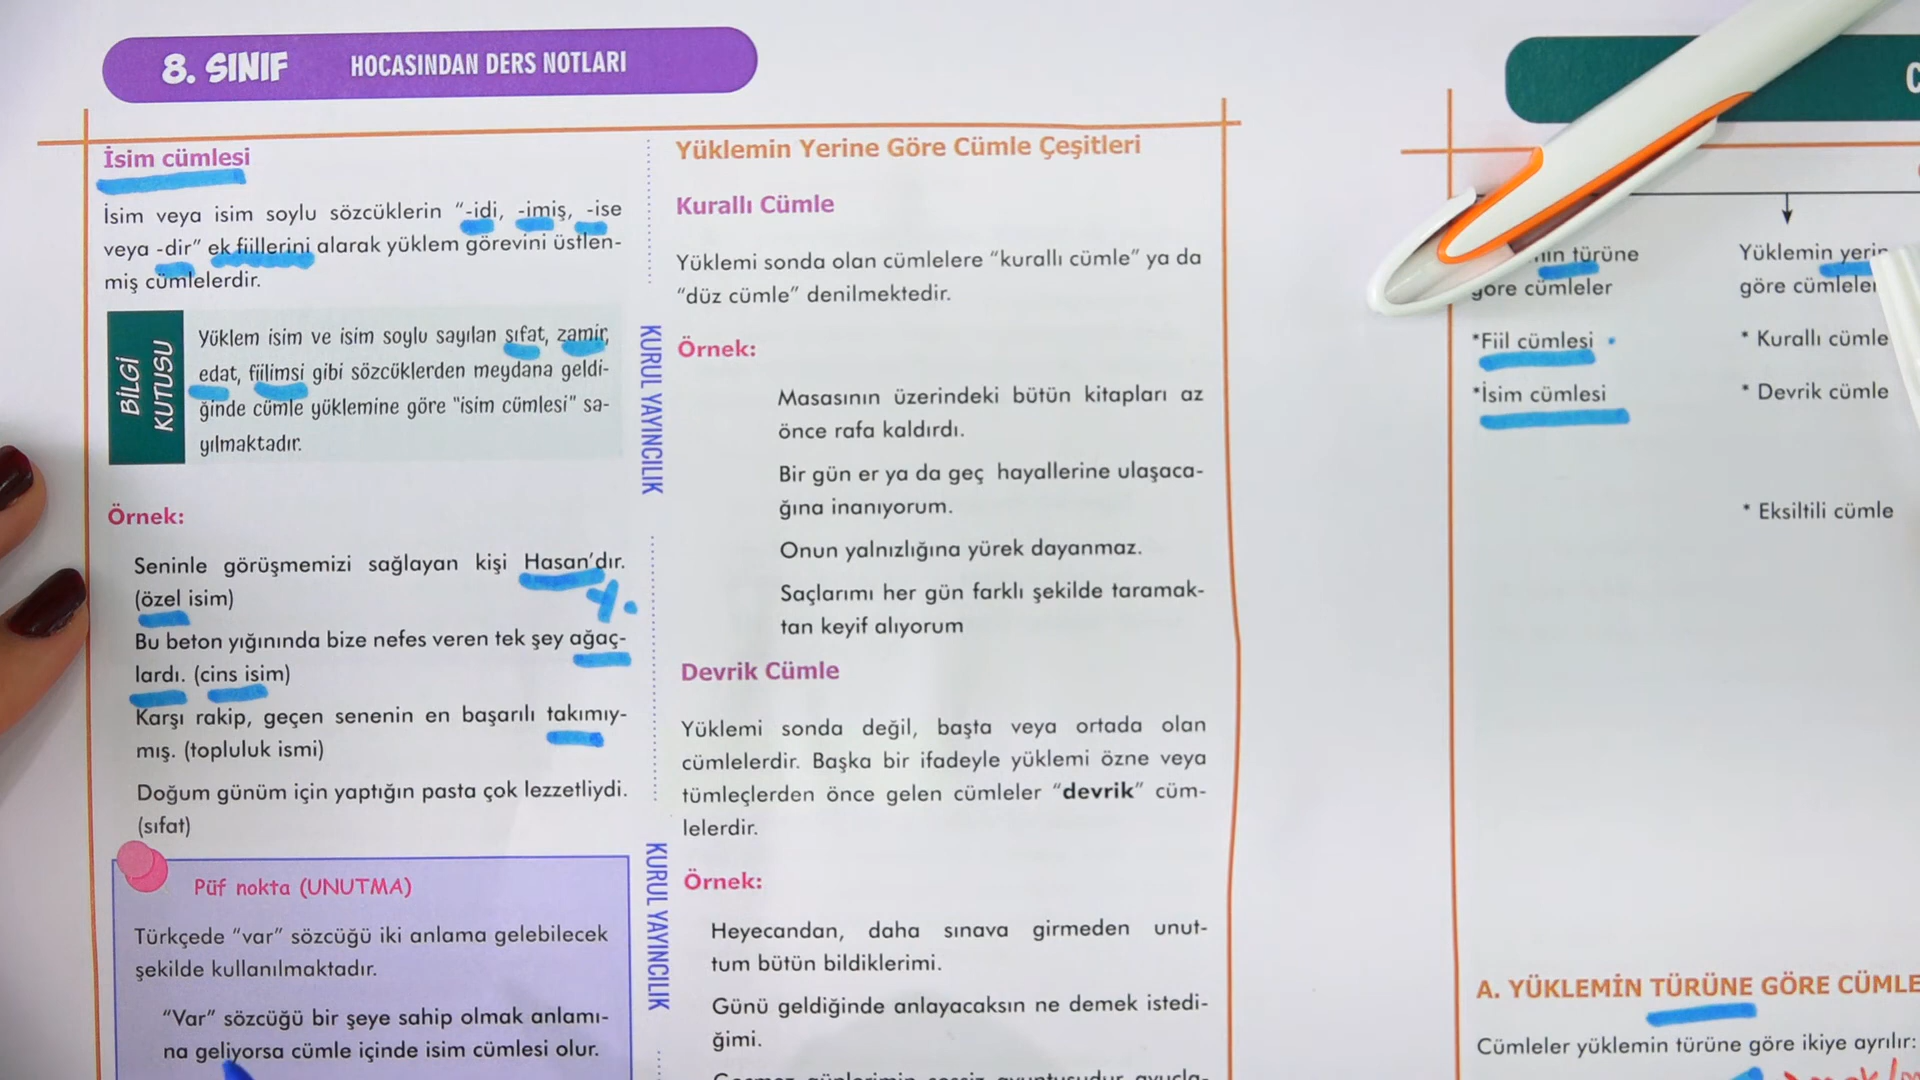 8. SINIF HOCASINDAN DERS NOTLARI
İsim cümlesi
İsim veya isim soylu sözcüklerin “-idi, -imiş, -ise
veya -dir” ek fiillerini alarak yüklem görevini üstlen-
miş cümlelerdir.
BİLGİ
KUTUSU
Yüklem isim ve isim soylu sayılan sıfat, zamir,
edat, fiilimsi gibi sözcüklerden meydana geldi-
ğinde cümle yüklemine göre “isim cümlesi” sa-
yılmaktadır.
Örnek:
Seninle görüşmemizi sağlayan kişi Hasan’dır.
(özel isim)
Bu beton yığınında bize nefes veren tek şey ağaç-
lardı. (cins isim)
Karşı rakip, geçen senenin en başarılı takımıy-
mış. (topluluk ismi)
Doğum günüm için yaptığın pasta çok lezzetliydi.
(sıfat)
Püf nokta (UNUTMA)
Türkçede “var” sözcüğü iki anlama gelebilecek
şekilde kullanılmaktadır.
“Var” sözcüğü bir şeye sahip olmak anlamı-
na geliyorsa cümle içinde isim cümlesi olur.
KURUL YAYINCILIK
KURUL YAYINCILIK
Yüklemin Yerine Göre Cümle Çeşitleri
Kurallı Cümle
Yüklemi sonda olan cümlelere “kurallı cümle” ya da
“düz cümle” denilmektedir.
Örnek:
Masasının üzerindeki bütün kitapları az
önce rafa kaldırdı.
Bir gün er ya da geç hayallerine ulaşaca-
ğına inanıyorum.
Onun yalnızlığına yürek dayanmaz.
Saçlarımı her gün farklı şekilde taramak-
tan keyif alıyorum
Devrik Cümle
Yüklemi sonda değil, başta veya ortada olan
cümlelerdir. Başka bir ifadeyle yüklemi özne veya
tümleçlerden önce gelen cümleler “devrik” cüm-
lelerdir.
Örnek:
Heyecandan, daha sınava girmeden unut-
tum bütün bildiklerimi.
Günü geldiğinde anlayacaksın ne demek istedi-
ğimi.
türüne
göre cümleler
*Fiil cümlesi
*İsim cümlesi
Yüklemin yerin
göre cümlele
* Kurallı cümle
* Devrik cümle
* Eksiltili cümle
A. YÜKLEMİN TÜRÜNE GÖRE CÜMLE
Cümleler yüklemin türüne göre ikiye ayrılır: